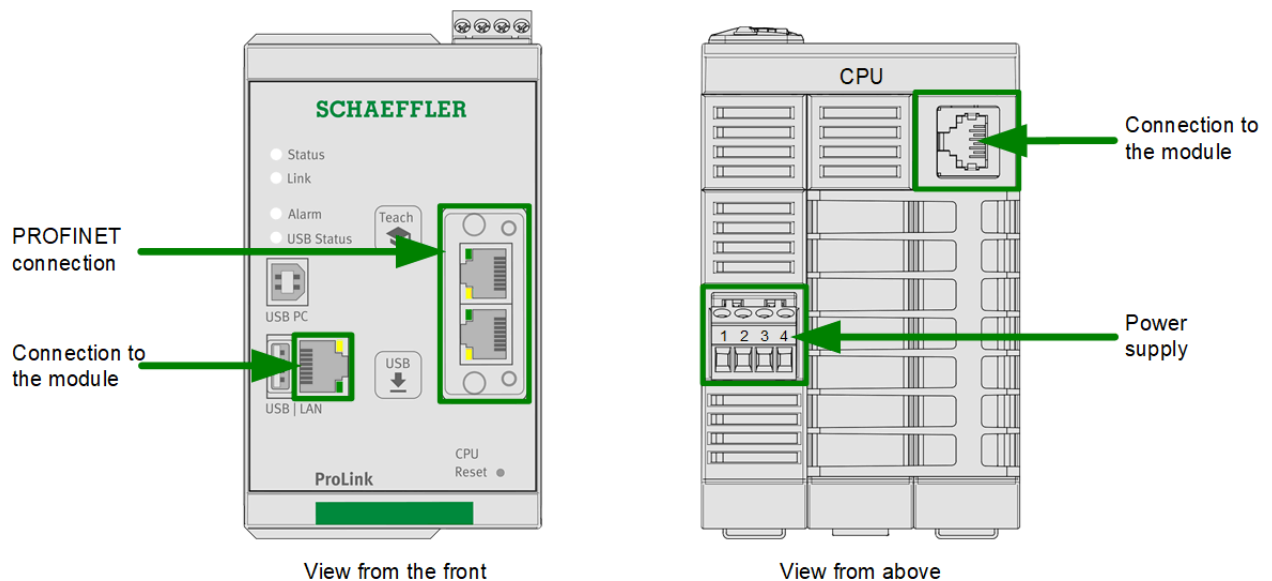 SCHAEFFLER
Status
Link
Alarm
USB Status
Teach
PROFINET
connection
USB PC
Connection to
the module
USB
USB | LAN
CPU
Reset
ProLink
View from the front
CPU
Connection to
the module
1 2 3 4
Power
supply
View from above